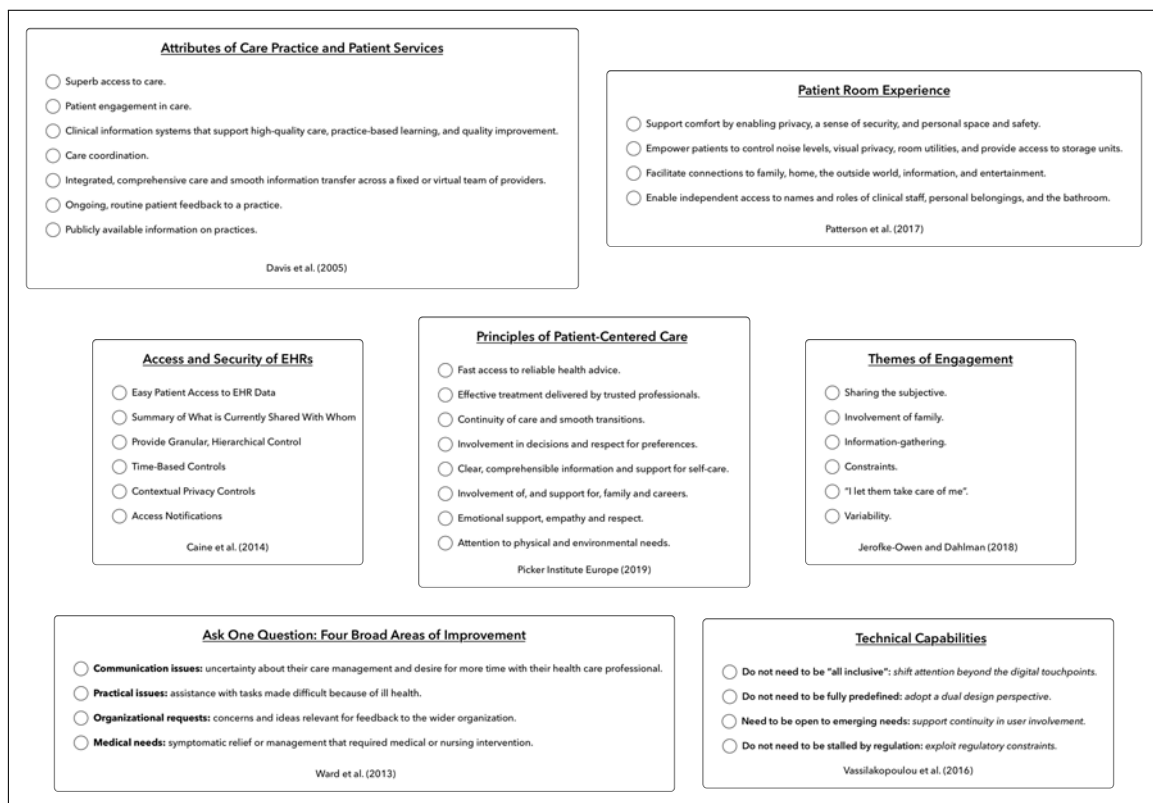 Attributes of Care Practice and Patient Services
Superb access to care.
Patient engagement in care.
Clinical information systems that support high-quality care, practice-based learning, and quality improvement.
Care coordination.
Integrated, comprehensive care and smooth information transfer across a fixed or virtual team of providers.
Ongoing, routine patient feedback to a practice.
Publicly available information on practices.
Davis et al. (2005)
Patient Room Experience
Support comfort by enabling privacy, a sense of security, and personal space and safety.
Empower patients to control noise levels, visual privacy, room utilities, and provide access to storage units.
Facilitate connections to family, home, the outside world, information, and entertainment.
Enable independent access to names and roles of clinical staff, personal belongings, and the bathroom.
Patterson et al. (2017)
Access and Security of EHRs
Easy Patient Access to EHR Data
Summary of What is Currently Shared With Whom
Provide Granular, Hierarchical Control
Time-Based Controls
Contextual Privacy Controls
Access Notifications
Caine et al. (2014)
Principles of Patient-Centered Care
Fast access to reliable health advice.
Effective treatment delivered by trusted professionals.
Continuity of care and smooth transitions.
Involvement in decisions and respect for preferences.
Clear, comprehensible information and support for self-care.
Involvement of, and support for, family and careers.
Emotional support, empathy and respect.
Attention to physical and environmental needs.
Picker Institute Europe (2019)
Themes of Engagement
Sharing the subjective.
Involvement of family.
Information-gathering.
Constraints.
"I let them take care of me".
Variability.
Jerofke-Owen and Dahlman (2018)
Ask One Question: Four Broad Areas of Improvement
Communication issues: uncertainty about their care management and desire for more time with their health care professional.
Practical issues: assistance with tasks made difficult because of ill health.
Organizational requests: concerns and ideas relevant for feedback to the wider organization.
Medical needs: symptomatic relief or management that required medical or nursing intervention.
Ward et al. (2013)
Technical Capabilities
Do not need to be "all inclusive": shift attention beyond the digital touchpoints.
Do not need to be fully predefined: adopt a dual design perspective.
Need to be open to emerging needs: support continuity in user involvement.
Do not need to be stalled by regulation: exploit regulatory constraints.
Vassilakopoulou et al. (2016)